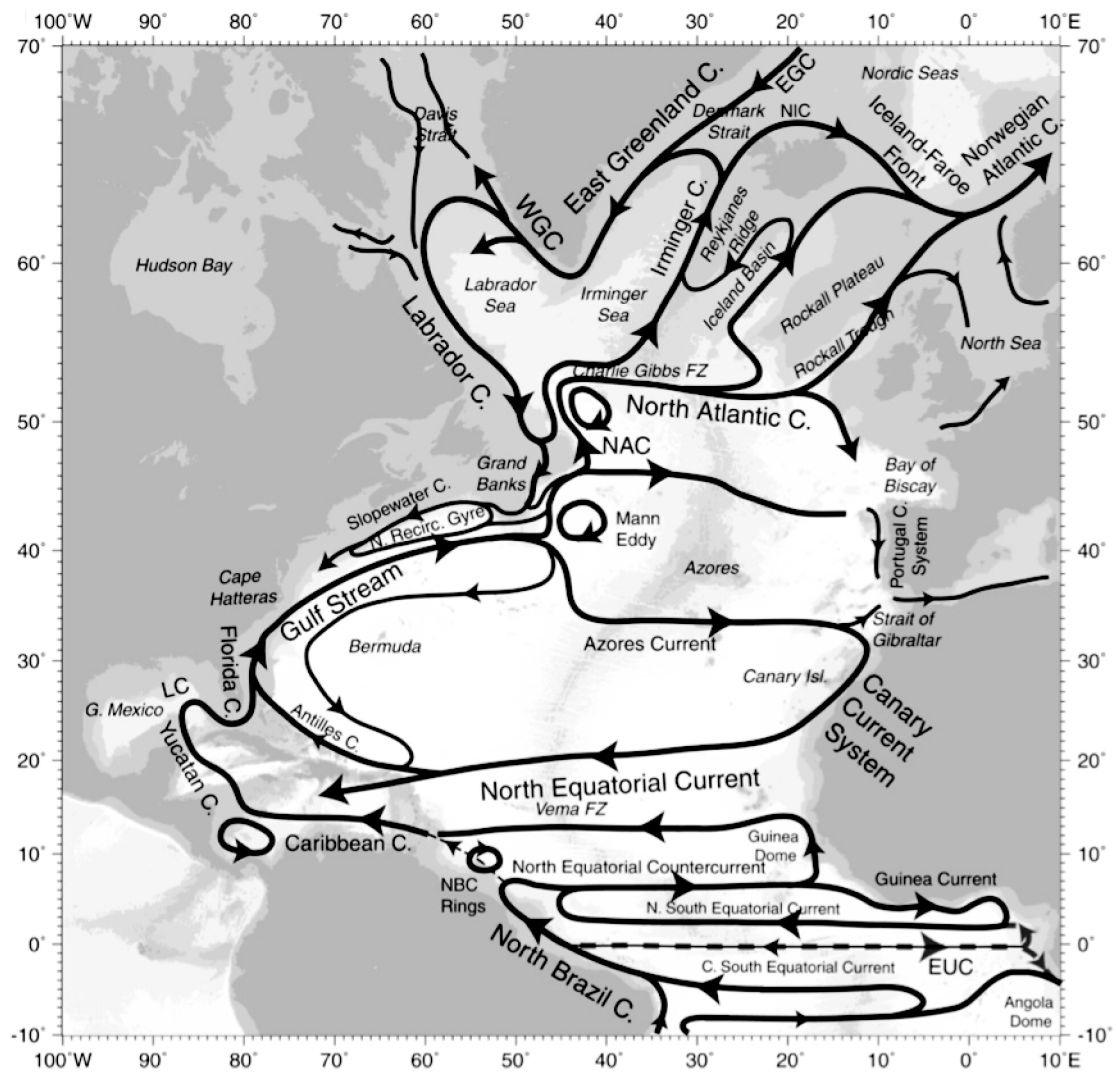 100°W 90° 80° 70° 60° 50° 40° 30° 20° 10° 0° 10°E
70° 70°
EGC
Nordic Seas
Davis
Strait
East Greenland C.
Denmark
Strait
NIC
Iceland-Faroe
Front
Norwegian
Atlantic C.
WGC
Irminger C.
Reykjanes
Ridge
60° 60°
Hudson Bay
Labrador
Sea
Irminger
Sea
Iceland Basin
Rockall Plateau
Rockall Trough
North Sea
Labrador C.
Charlie Gibbs FZ
North Atlantic C.
50° 50°
NAC
Grand
Banks
Bay of
Biscay
Slopewater C.
N. Recirc. Gyre
Mann
Eddy
Portugal C.
System
40° 40°
Cape
Hatteras
Gulf Stream
Azores
Strait of
Gibraltar
Florida C.
Bermuda
Azores Current
30° 30°
LC
G. Mexico
Canary Isl.
Canary
Current
System
Antilles C.
Yucatan C.
20° 20°
North Equatorial Current
Vema FZ
Caribbean C.
Guinea
Dome
10° 10°
NBC
Rings
North Equatorial Countercurrent
Guinea Current
N. South Equatorial Current
North Brazil C.
0° 0°
C. South Equatorial Current
EUC
Angola
Dome
-10° -10°
100°W 90° 80° 70° 60° 50° 40° 30° 20° 10° 0° 10°E